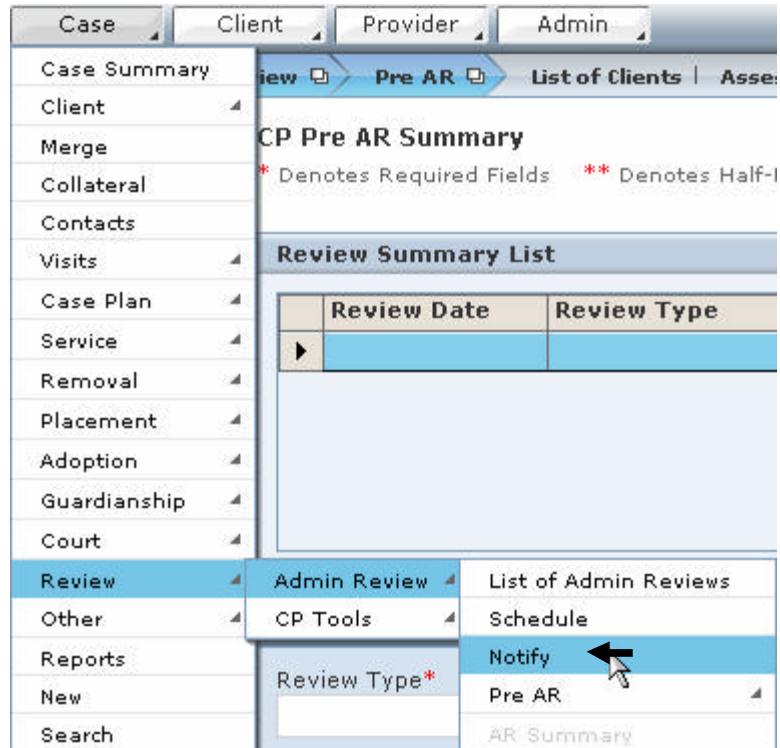 Case Client Provider Admin
Case Summary
Client
Merge
Collateral
Contacts
Visits
Case Plan
Service
Removal
Placement
Adoption
Guardianship
Court
Review
Other
Reports
New
Search
Pre AR List of Clients |
CP Pre AR Summary
* Denotes Required Fields ** Denotes
Review Summary List
Review Date Review Type
Admin Review
CP Tools
List of Admin Reviews
Schedule
Notify
Pre AR
AR Summary
Review Type*